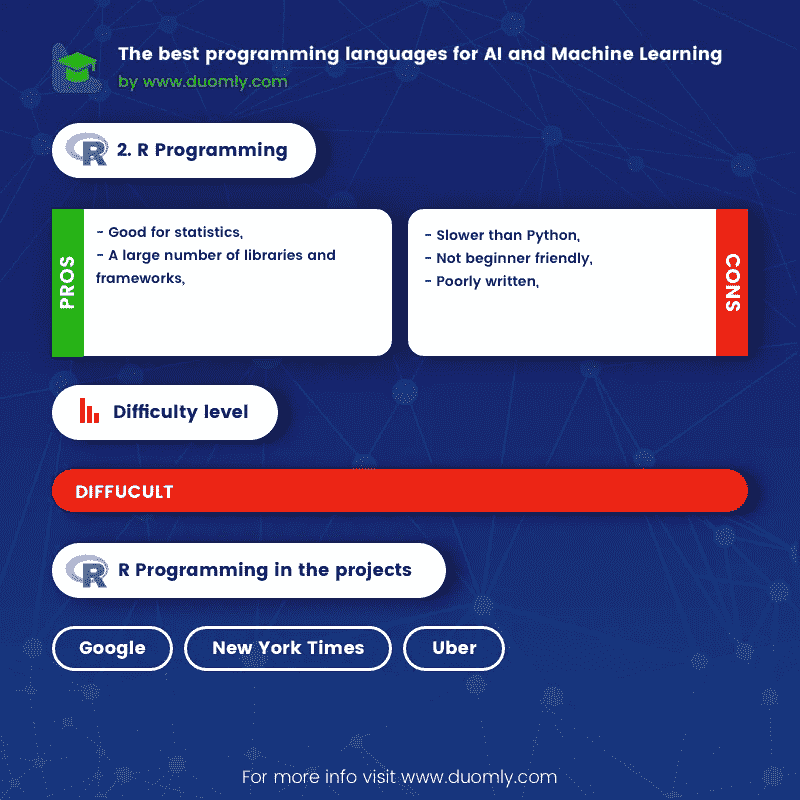 The best programming languages for AI and Machine Learning
by www.duomly.com
R 2. R Programming
PROS
- Good for statistics,
- A large number of libraries and
frameworks,
- Slower than Python,
- Not beginner friendly,
- Poorly written,
CONS
Difficulty level
DIFFUCULT
R R Programming in the projects
Google
New York Times
Uber
For more info visit www.duomly.com